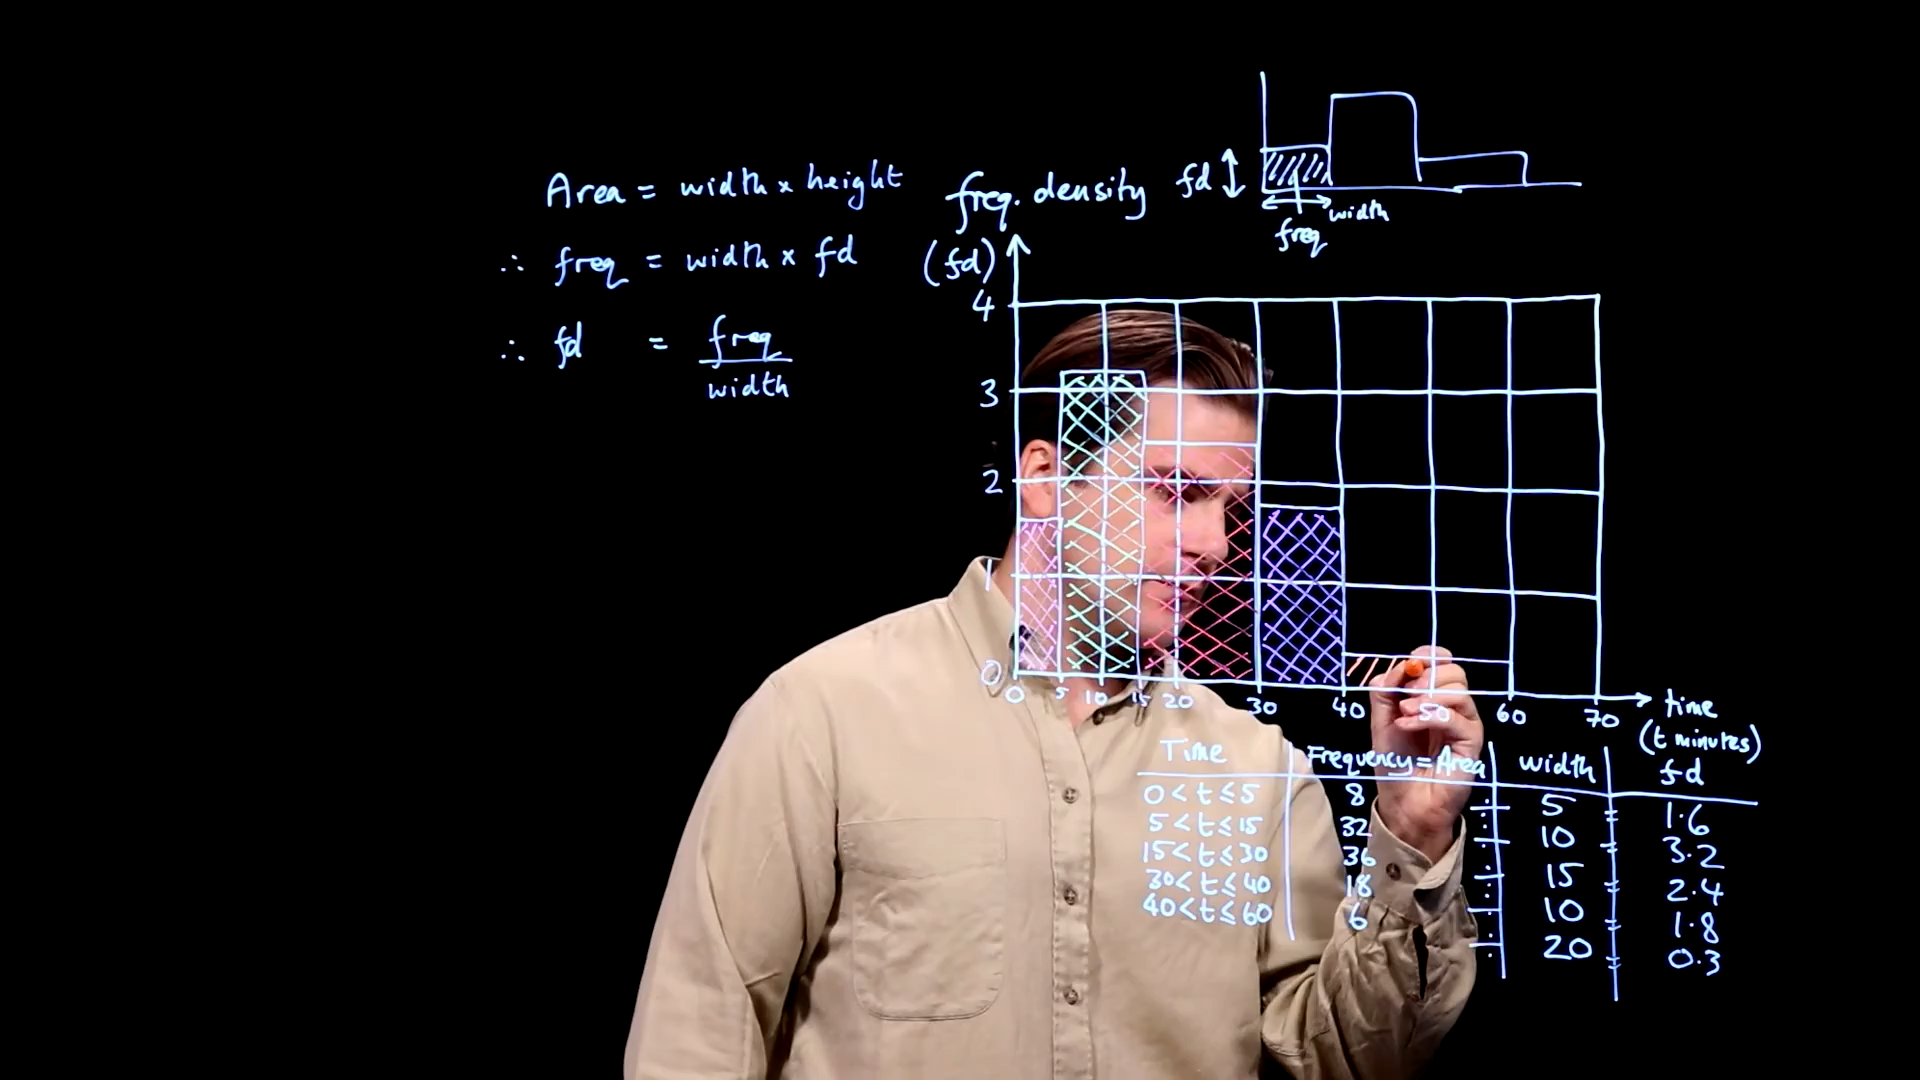 Area = width × height
∴ freq = width × fd
∴ fd = freq
width
fd
width
freq
freq. density
(fd)
4
3
2
1
0
0 5 10 15 20 30 40 50 60 70
time
(t minutes)
Time Frequency = Area width fd
0 < t ≤ 5 8 ÷ 5 = 1.6
5 < t ≤ 15 32 ÷ 10 = 3.2
15 < t ≤ 30 36 ÷ 15 = 2.4
30 < t ≤ 40 18 ÷ 10 = 1.8
40 < t ≤ 60 6 ÷ 20 = 0.3